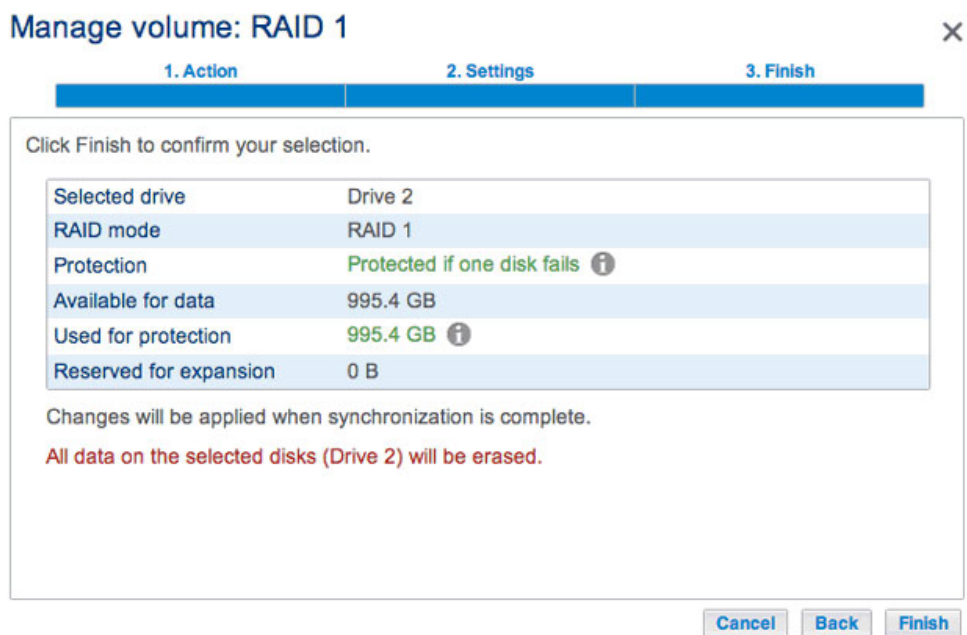 Manage volume: RAID 1
1. Action 2. Settings 3. Finish
Click Finish to confirm your selection.
Selected drive Drive 2
RAID mode RAID 1
Protection Protected if one disk fails
Available for data 995.4 GB
Used for protection 995.4 GB
Reserved for expansion 0 B
Changes will be applied when synchronization is complete.
All data on the selected disks (Drive 2) will be erased.
Cancel Back Finish